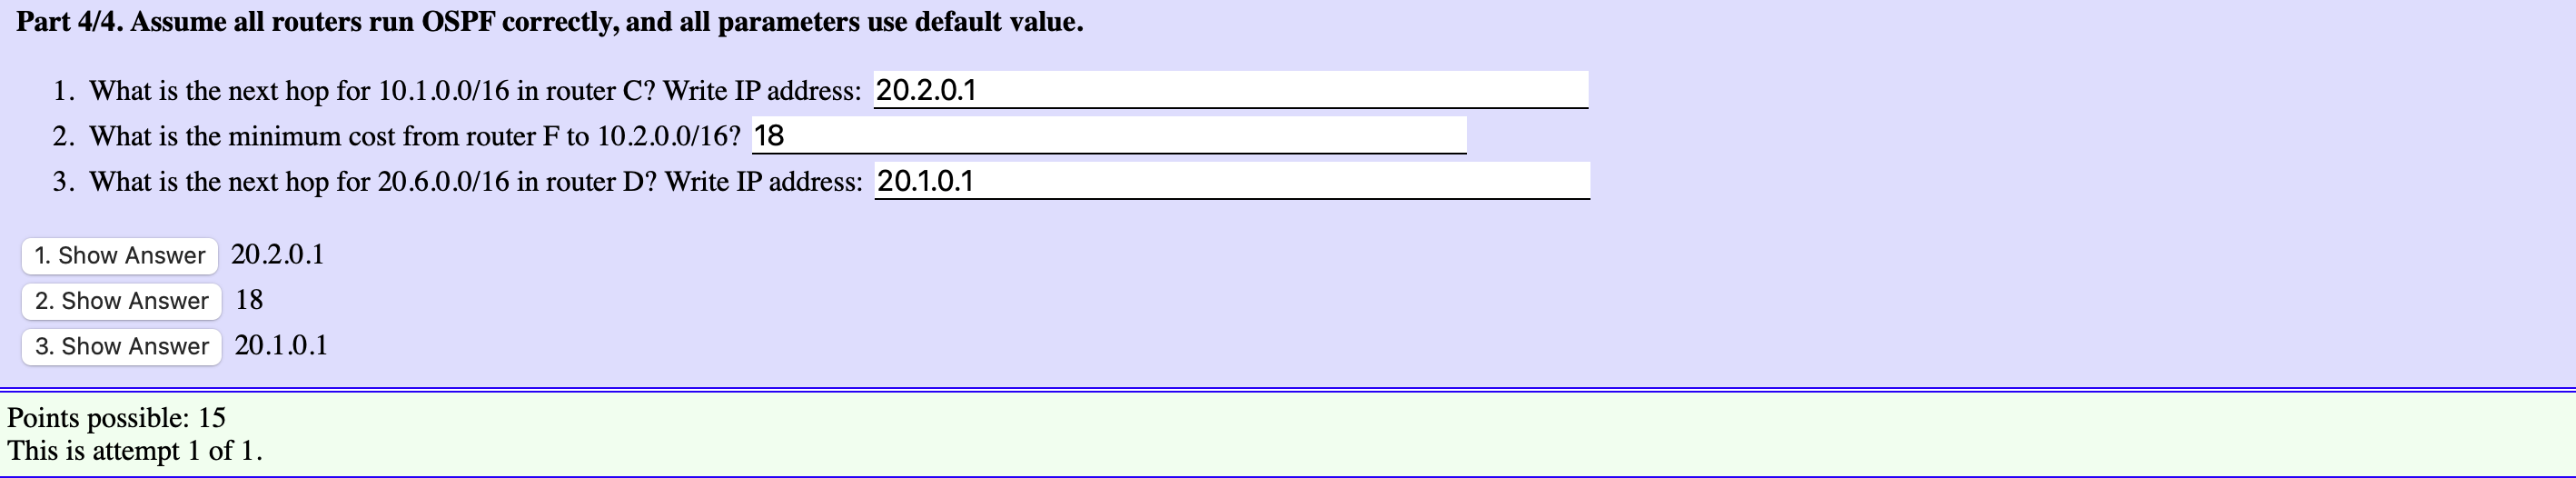 Part 4/4. Assume all routers run OSPF correctly, and all parameters use default value.
1. What is the next hop for 10.1.0.0/16 in router C? Write IP address: 20.2.0.1
2. What is the minimum cost from router F to 10.2.0.0/16? 18
3. What is the next hop for 20.6.0.0/16 in router D? Write IP address: 20.1.0.1
1. Show Answer 20.2.0.1
2. Show Answer 18
3. Show Answer 20.1.0.1
Points possible: 15
This is attempt 1 of 1.